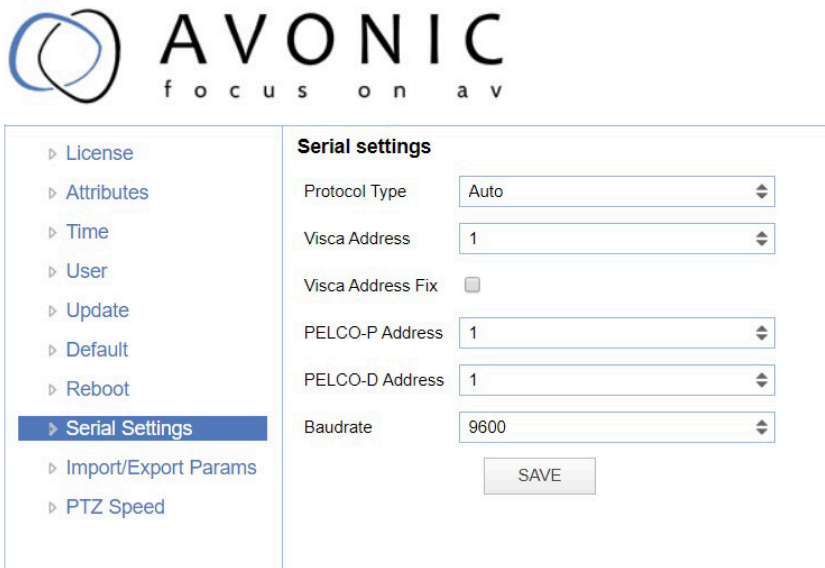 AVONIC
focus on av
License
Attributes
Time
User
Update
Default
Reboot
Serial Settings
Import/Export Params
PTZ Speed
Serial settings
Protocol Type Auto
Visca Address 1
Visca Address Fix
PELCO-P Address 1
PELCO-D Address 1
Baudrate 9600
SAVE